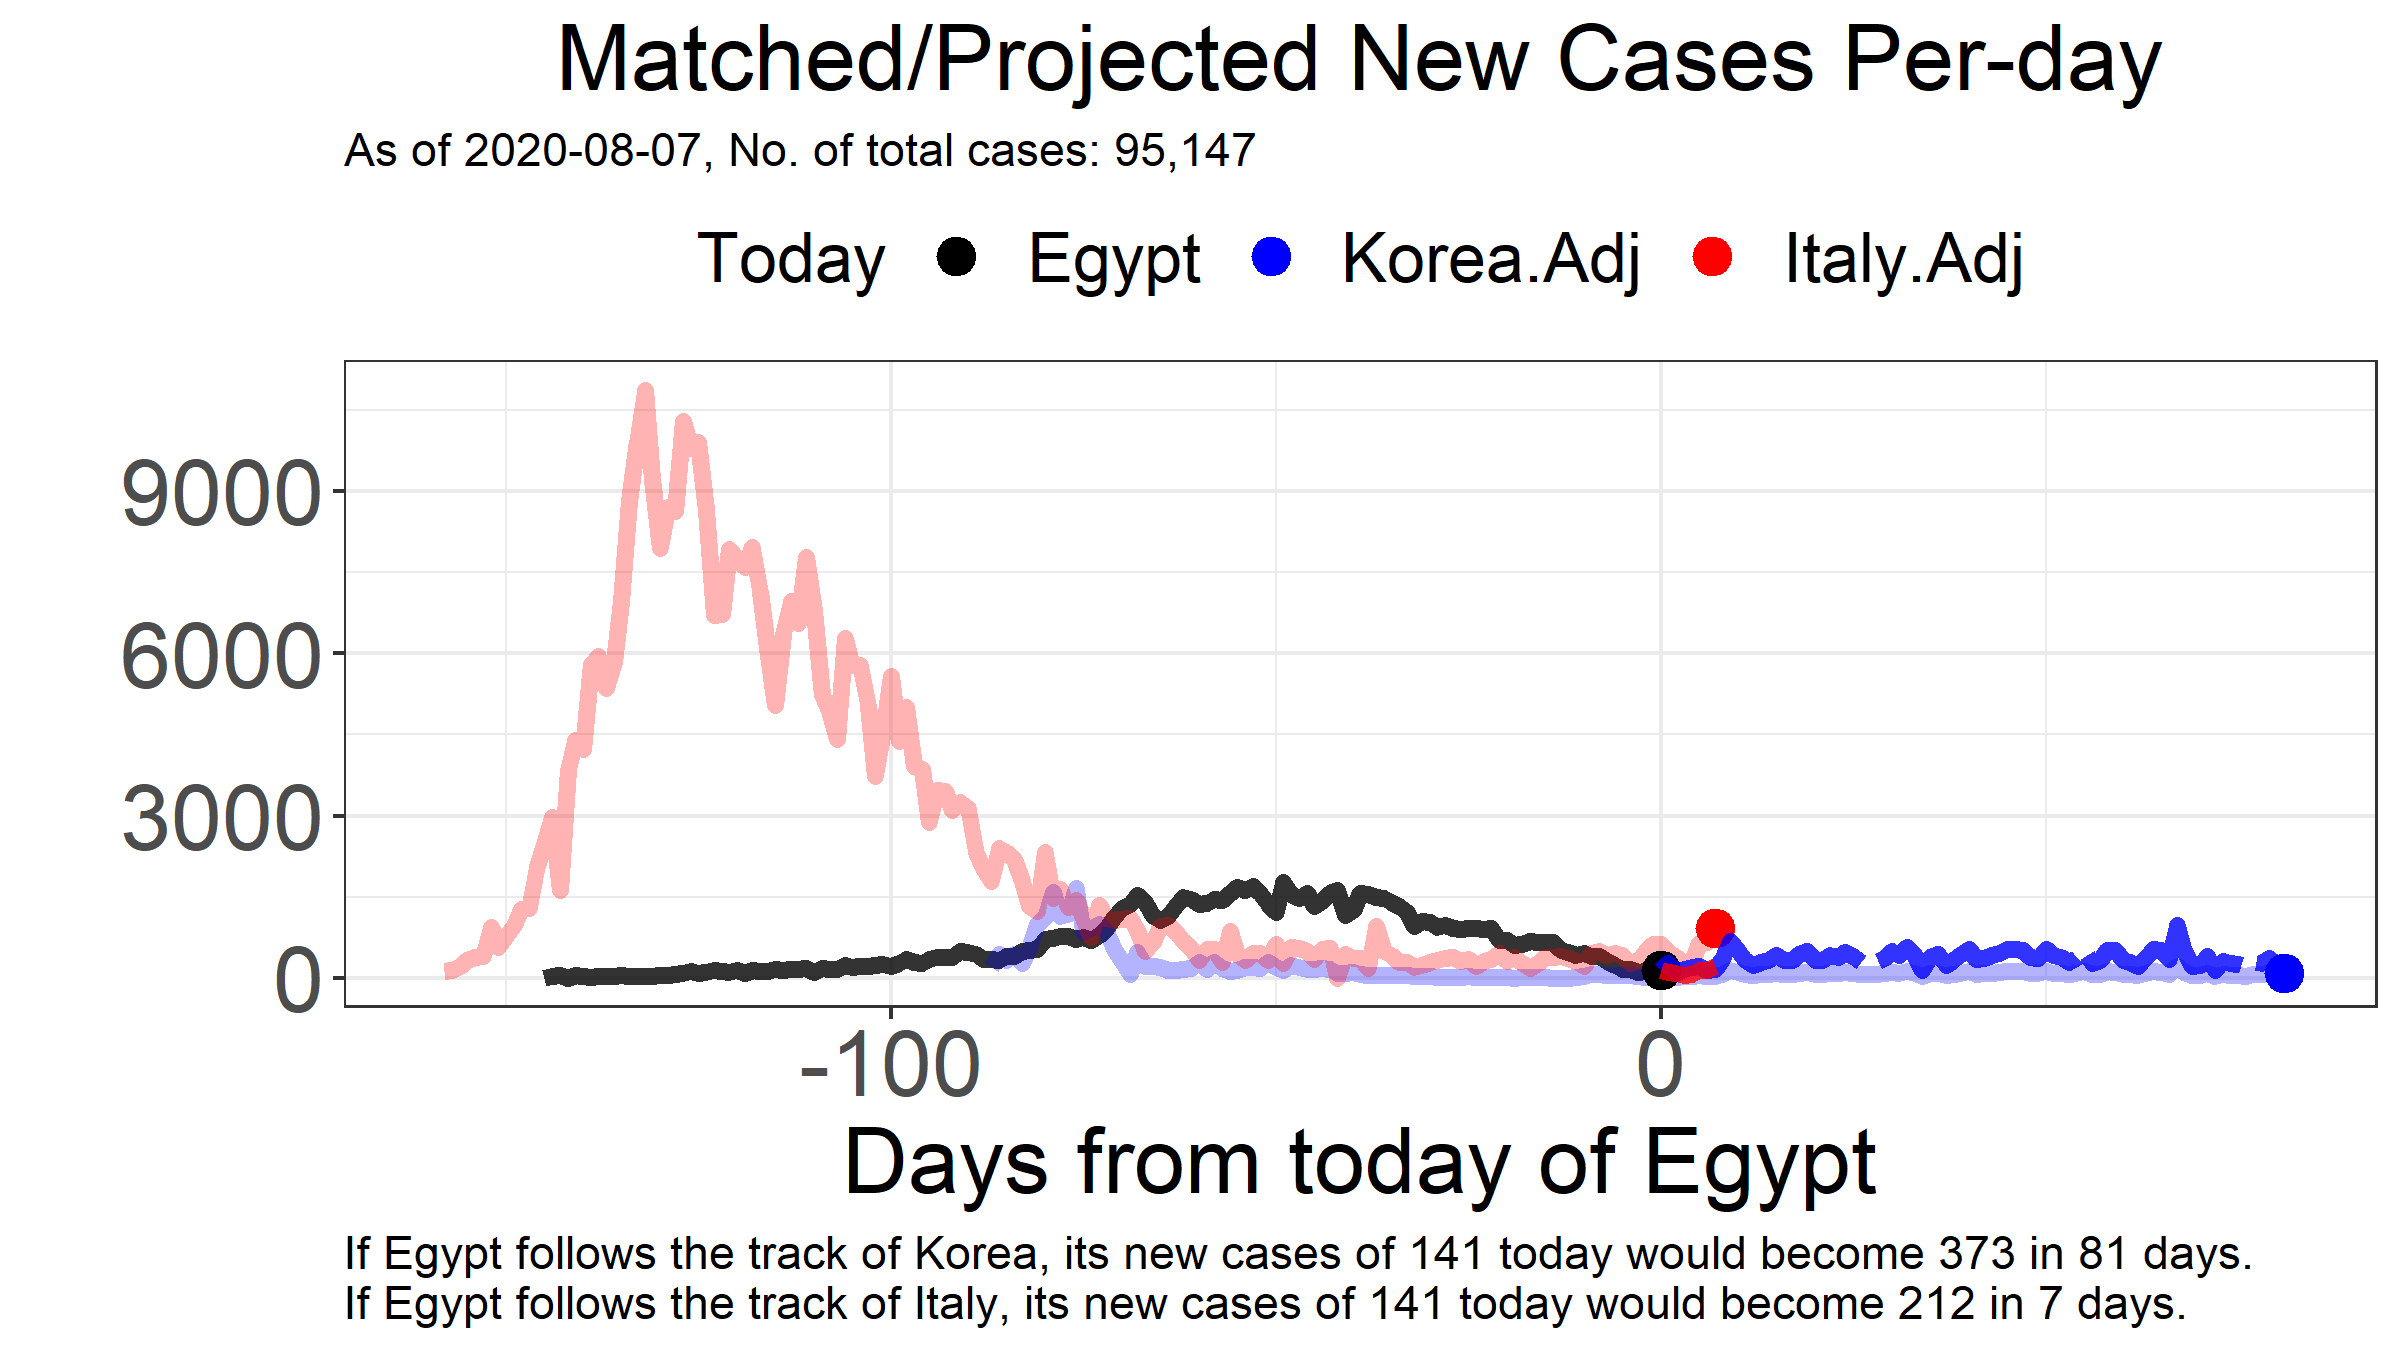 Matched/Projected New Cases Per-day
As of 2020-08-07, No. of total cases: 95,147
Today Egypt Korea.Adj Italy.Adj
9000
6000
3000
0
-100 0
Days from today of Egypt
If Egypt follows the track of Korea, its new cases of 141 today would become 373 in 81 days.
If Egypt follows the track of Italy, its new cases of 141 today would become 212 in 7 days.